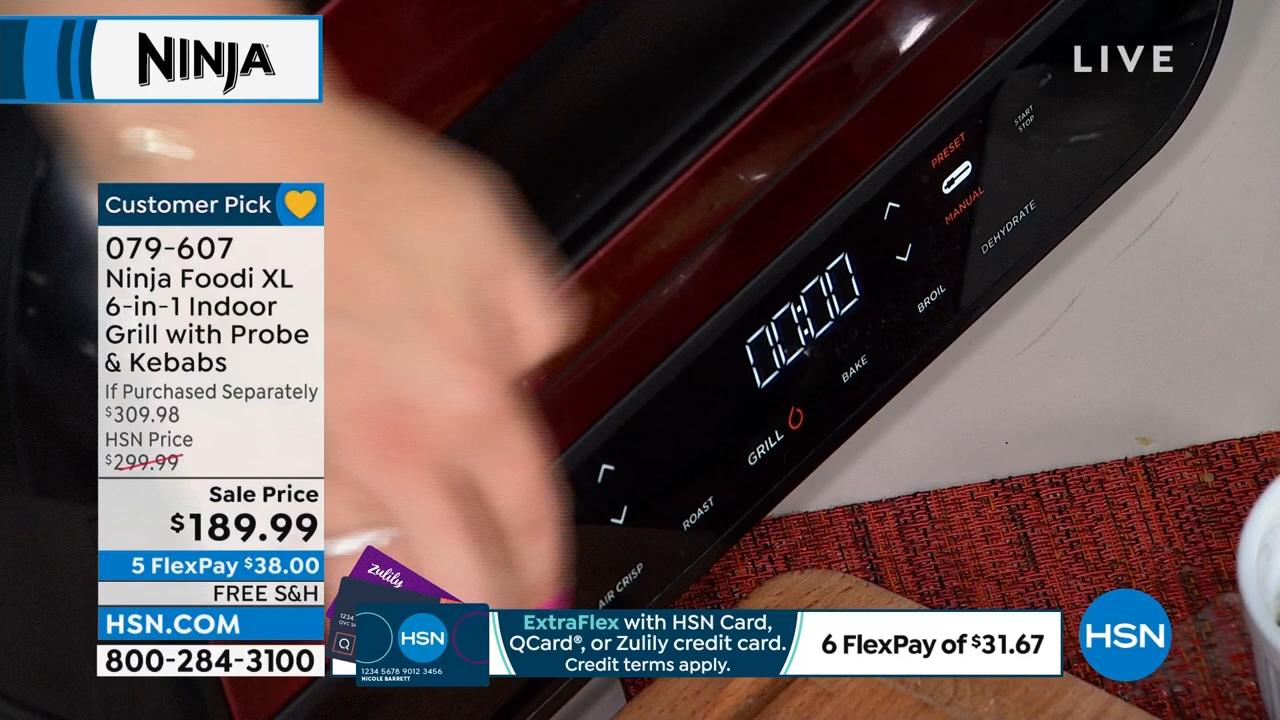 NINJA
LIVE
Customer Pick
079-607
Ninja Foodi XL
6-in-1 Indoor
Grill with Probe
& Kebabs
If Purchased Separately
$309.98
HSN Price
$299.99
Sale Price
$189.99
5 FlexPay $38.00
FREE S&H
HSN.COM
800-284-3100
START
STOP
PRESET
MANUAL
DEHYDRATE
00:00
BROIL
BAKE
GRILL
ROAST
AIR CRISP
Zulily
1234
Q
HSN
1234 5678 9012 3456
NICOLE BARRETT
ExtraFlex with HSN Card,
QCard®, or Zulily credit card.
Credit terms apply.
6 FlexPay of $31.67
HSN